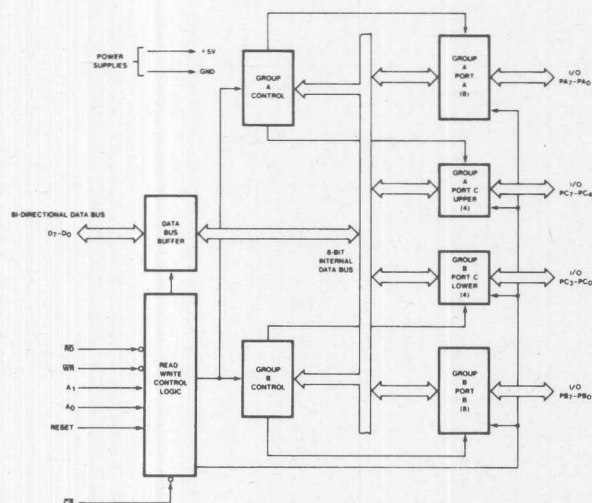 POWER
SUPPLIES
+5V
GND
GROUP
A
CONTROL
GROUP
A
PORT
A
(8)
I/O
PA7-PA0
GROUP
A
PORT C
UPPER
(4)
I/O
PC7-PC4
BI-DIRECTIONAL DATA BUS
D7-D0
DATA
BUS
BUFFER
8-BIT
INTERNAL
DATA BUS
GROUP
B
PORT C
LOWER
(4)
I/O
PC3-PC0
RD
WR
A1
A0
RESET
READ
WRITE
CONTROL
LOGIC
GROUP
B
CONTROL
GROUP
B
PORT
B
(8)
I/O
PB7-PB0